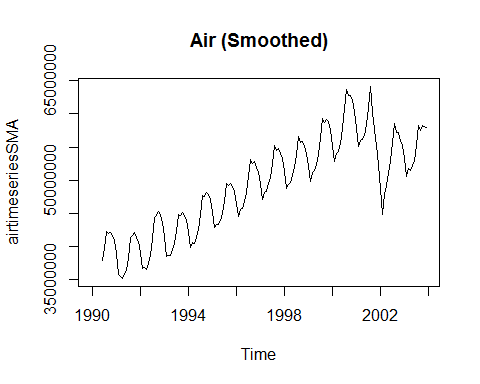 Air (Smoothed)
airtimeseriesSMA
35000000 50000000 65000000
1990 1994 1998 2002
Time